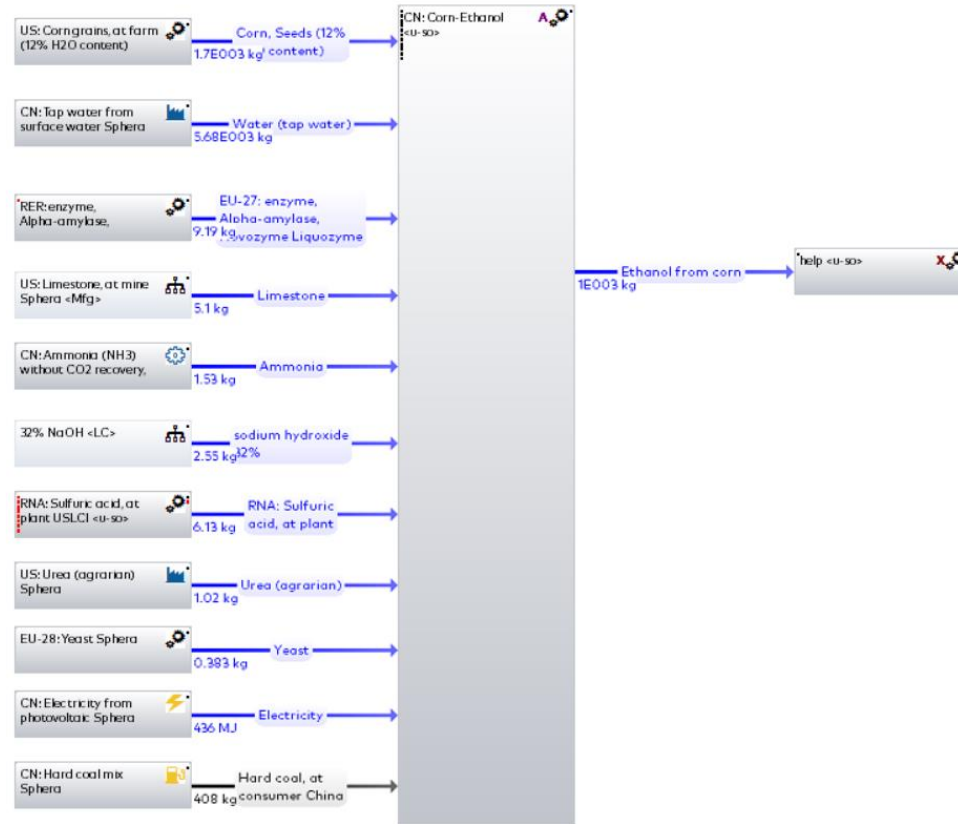 US: Corn grains, at farm
(12% H2O content)
Corn, Seeds (12%
content)
1.7E003 kg
CN: Tap water from
surface water Sphera
Water (tap water)
5.68E003 kg
RER: enzyme,
Alpha-amylase,
EU-27: enzyme,
Alpha-amylase,
Novozyme Liquozyme
9.19 kg
US: Limestone, at mine
Sphera <Mfg>
Limestone
5.1 kg
CN: Ammonia (NH3)
without CO2 recovery,
Ammonia
1.53 kg
32% NaOH <LC>
sodium hydroxide
32%
2.55 kg
RNA: Sulfuric acid, at
plant USLCI <u-so>
RNA: Sulfuric
acid, at plant
6.13 kg
US: Urea (agrarian)
Sphera
Urea (agrarian)
1.02 kg
EU-28: Yeast Sphera
Yeast
0.383 kg
CN: Electricity from
photovoltaic Sphera
Electricity
436 MJ
CN: Hard coal mix
Sphera
Hard coal, at
consumer China
408 kg
CN: Corn-Ethanol
<u-so>
A
Ethanol from corn
1E003 kg
help <u-so>
X